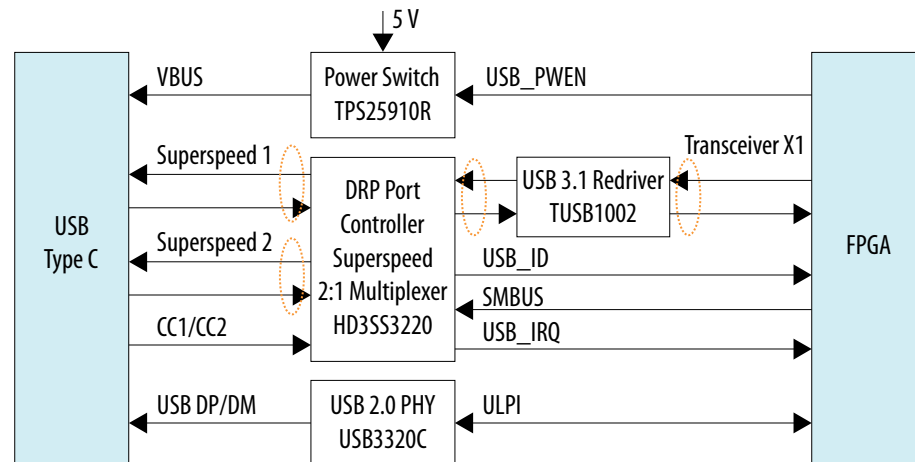 5 V
VBUS
Power Switch
TPS25910R
USB_PWEN
Superspeed 1
Transceiver X1
DRP Port
Controller
Superspeed
2:1 Multiplexer
HD3SS3220
USB 3.1 Redriver
TUSB1002
USB
Type C
FPGA
Superspeed 2
USB_ID
SMBUS
CC1/CC2
USB_IRQ
USB DP/DM
USB 2.0 PHY
USB3320C
ULPI